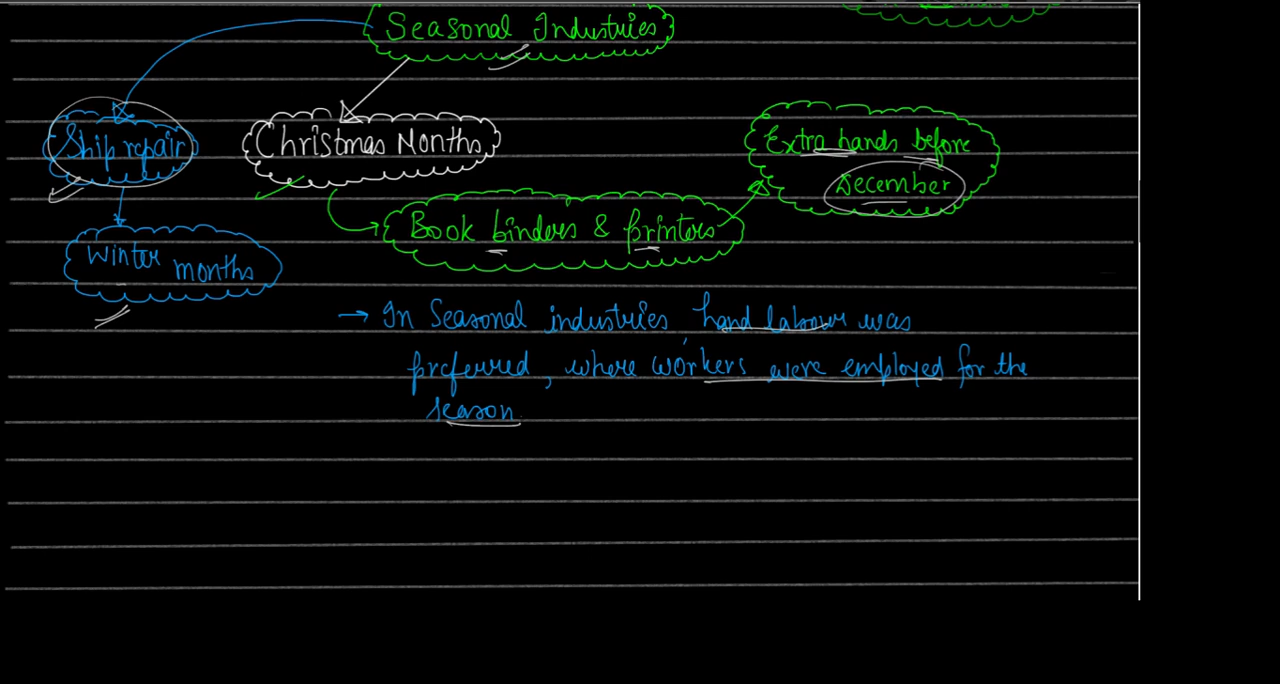 Seasonal Industries
Ship repair
Christmas Months
Extra hands before
December
Book binders & printers
Winter months
→ In Seasonal industries hand labour was
preferred, where workers were employed for the
season.